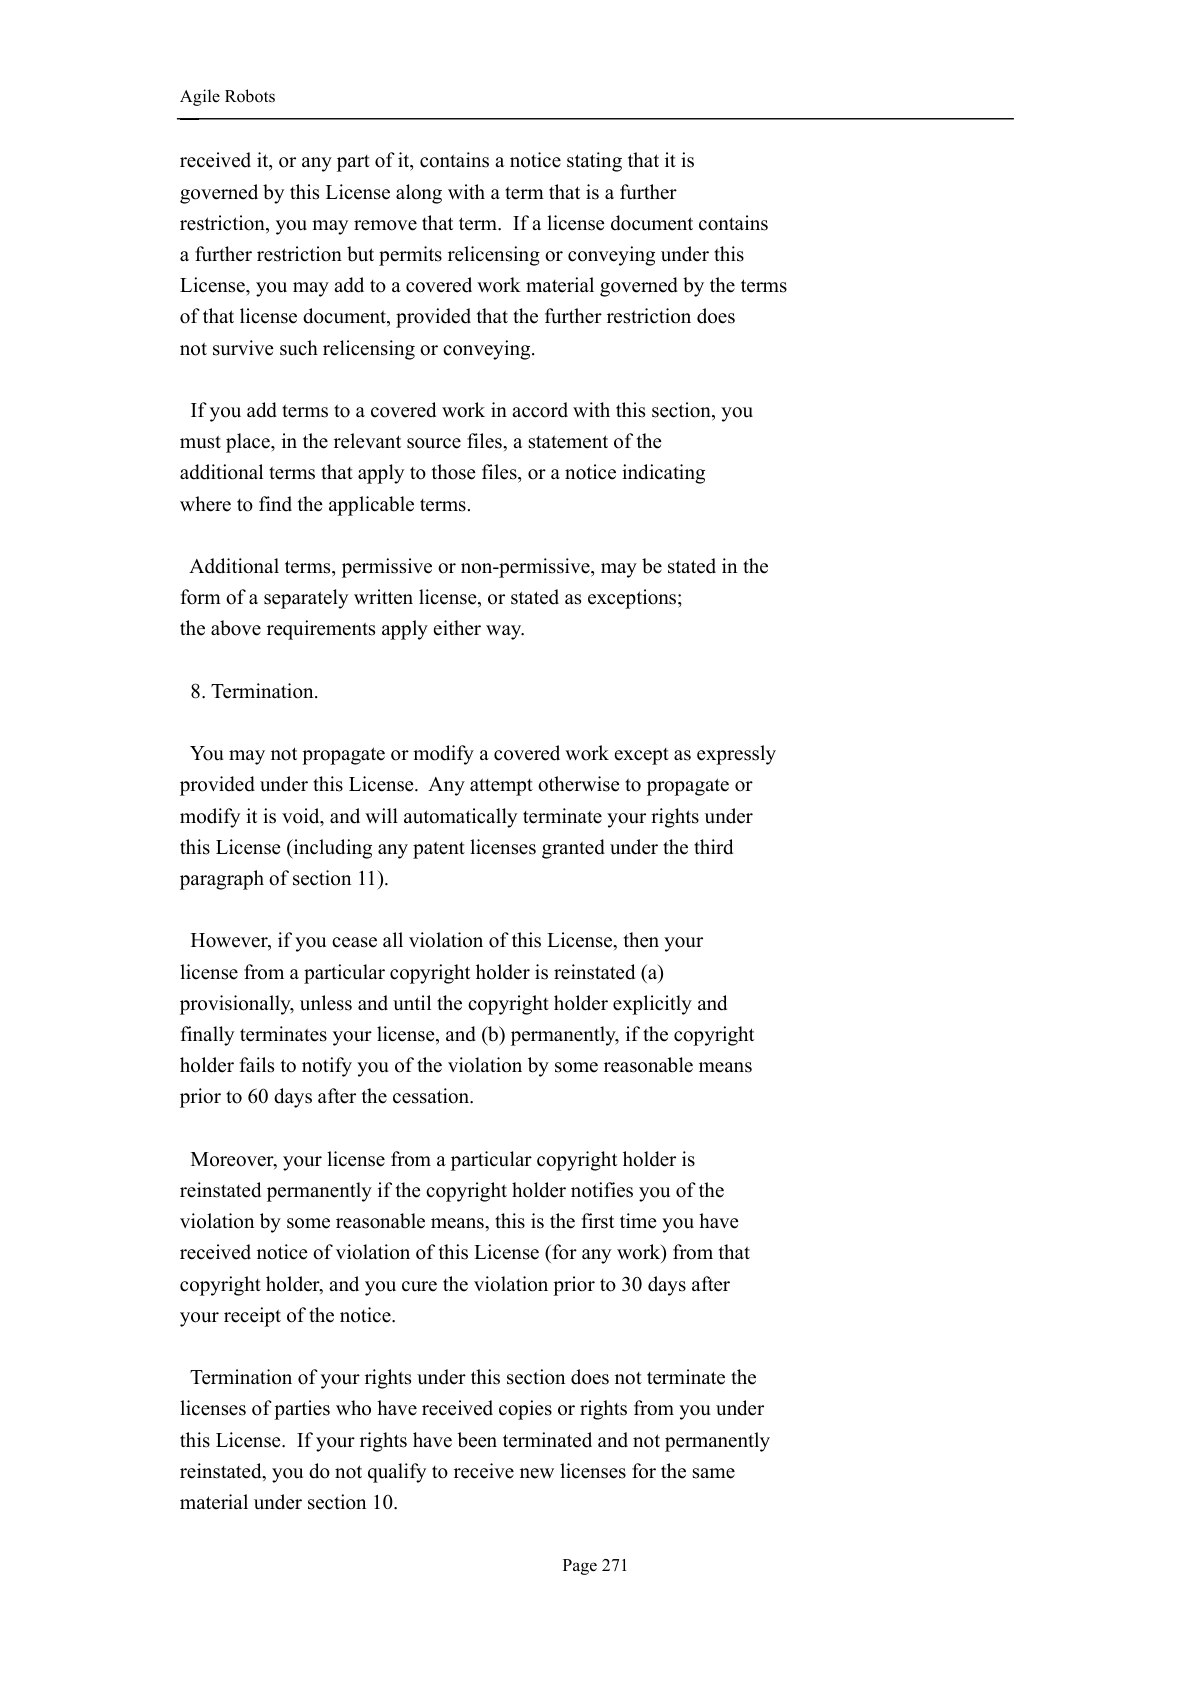 Agile Robots
received it, or any part of it, contains a notice stating that it is
governed by this License along with a term that is a further
restriction, you may remove that term.  If a license document contains
a further restriction but permits relicensing or conveying under this
License, you may add to a covered work material governed by the terms
of that license document, provided that the further restriction does
not survive such relicensing or conveying.
If you add terms to a covered work in accord with this section, you
must place, in the relevant source files, a statement of the
additional terms that apply to those files, or a notice indicating
where to find the applicable terms.
Additional terms, permissive or non-permissive, may be stated in the
form of a separately written license, or stated as exceptions;
the above requirements apply either way.
8. Termination.
You may not propagate or modify a covered work except as expressly
provided under this License.  Any attempt otherwise to propagate or
modify it is void, and will automatically terminate your rights under
this License (including any patent licenses granted under the third
paragraph of section 11).
However, if you cease all violation of this License, then your
license from a particular copyright holder is reinstated (a)
provisionally, unless and until the copyright holder explicitly and
finally terminates your license, and (b) permanently, if the copyright
holder fails to notify you of the violation by some reasonable means
prior to 60 days after the cessation.
Moreover, your license from a particular copyright holder is
reinstated permanently if the copyright holder notifies you of the
violation by some reasonable means, this is the first time you have
received notice of violation of this License (for any work) from that
copyright holder, and you cure the violation prior to 30 days after
your receipt of the notice.
Termination of your rights under this section does not terminate the
licenses of parties who have received copies or rights from you under
this License.  If your rights have been terminated and not permanently
reinstated, you do not qualify to receive new licenses for the same
material under section 10.
Page 271